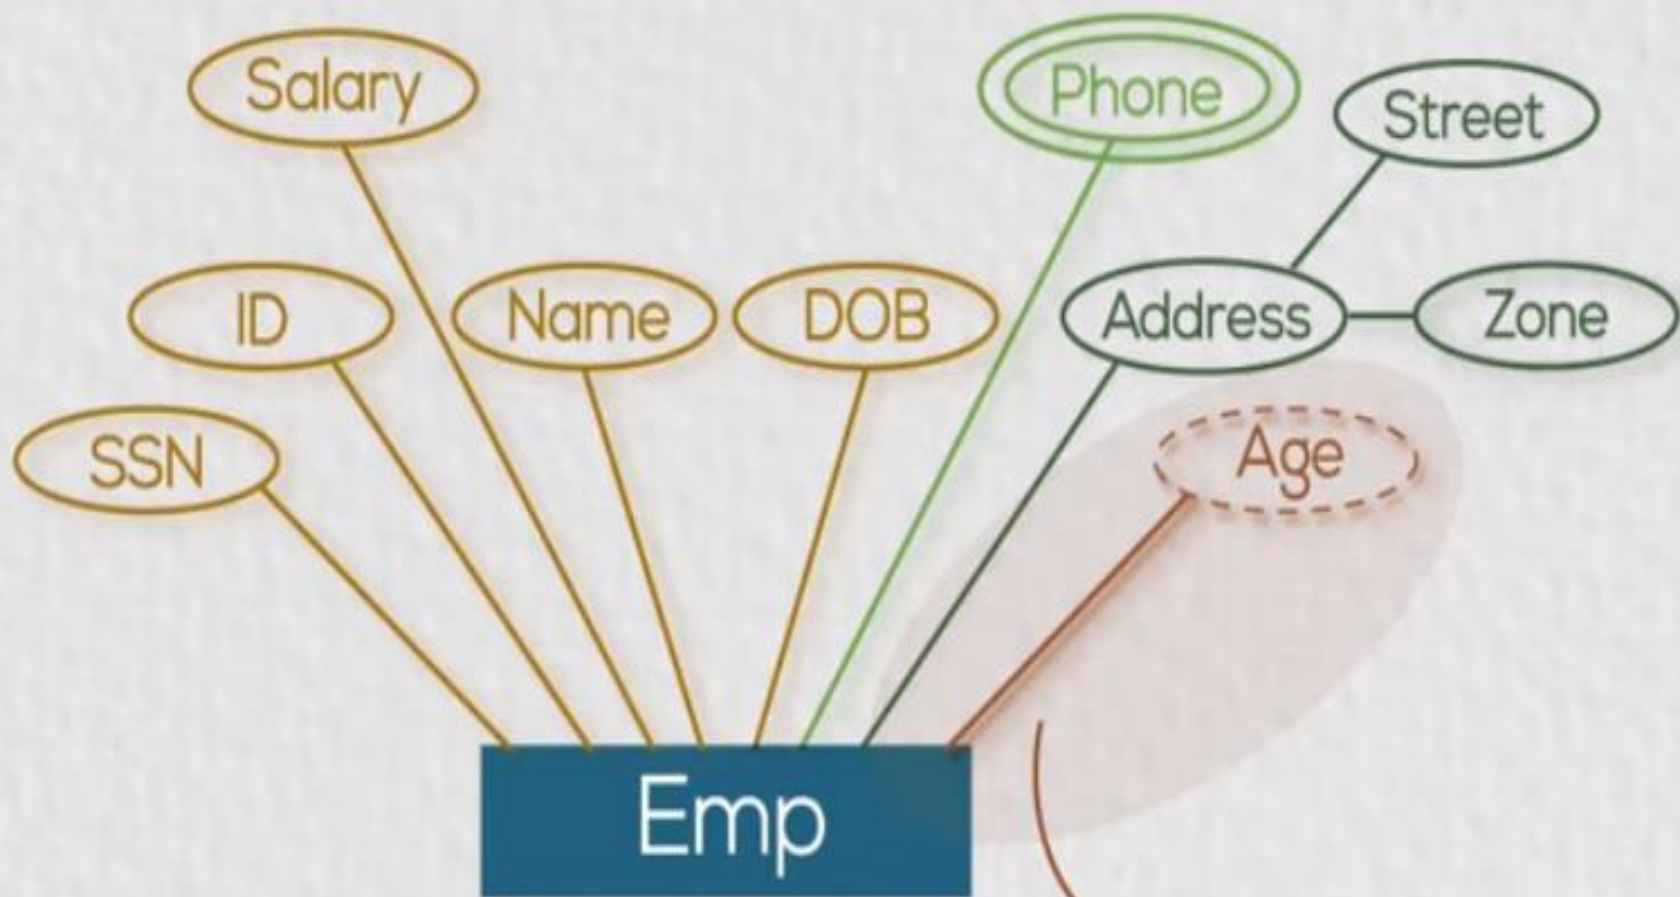 Salary
Phone
Street
ID
Name
DOB
Address
Zone
SSN
Age
Emp